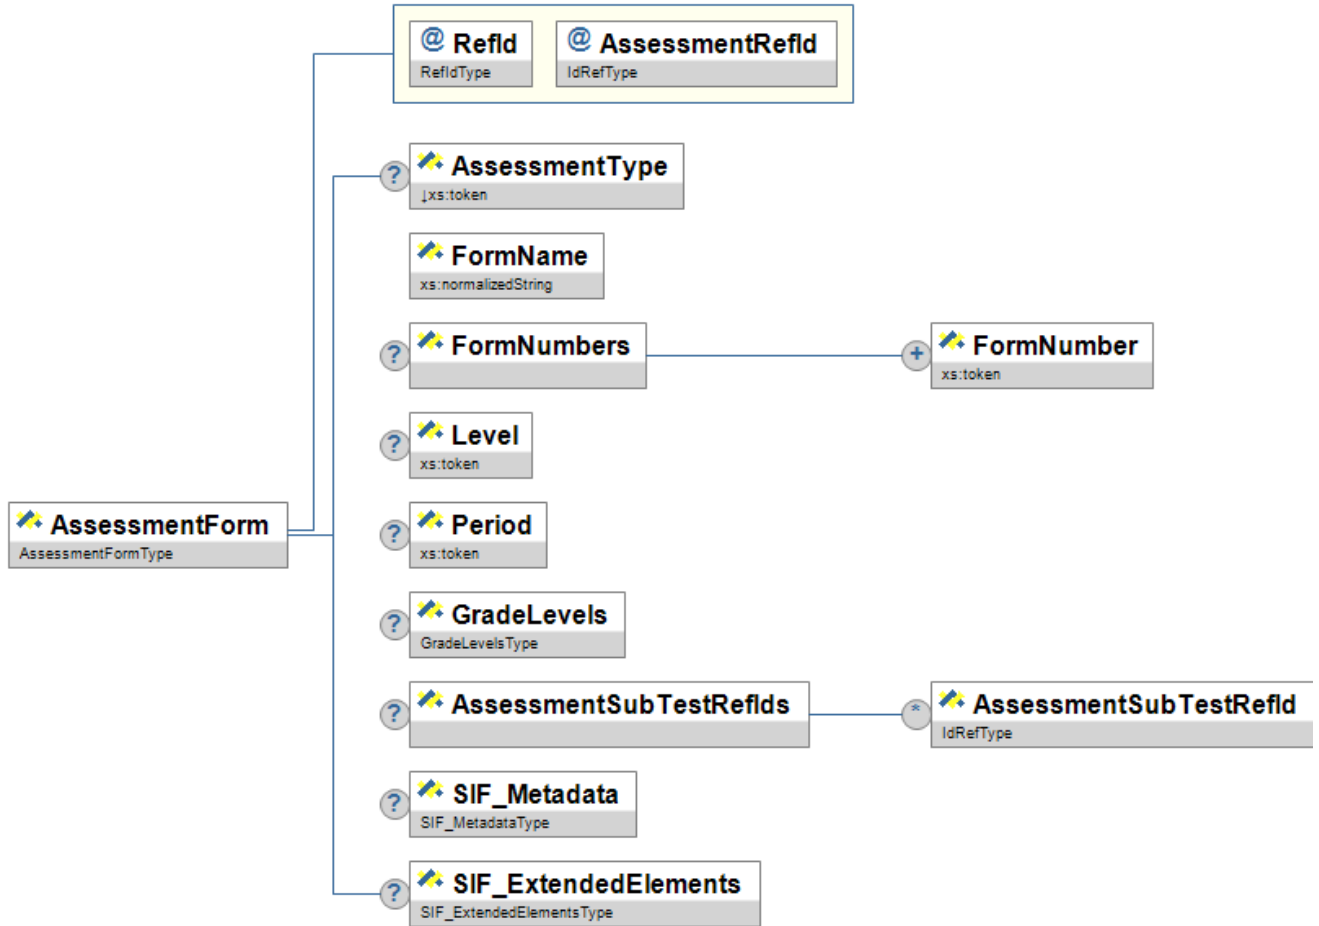 @ RefId @ AssessmentRefId
RefIdType IdRefType
? AssessmentType
↓xs:token
FormName
xs:normalizedString
? FormNumbers + FormNumber
xs:token
? Level
xs:token
AssessmentForm
AssessmentFormType
? Period
xs:token
? GradeLevels
GradeLevelsType
? AssessmentSubTestRefIds * AssessmentSubTestRefId
IdRefType
? SIF_Metadata
SIF_MetadataType
? SIF_ExtendedElements
SIF_ExtendedElementsType